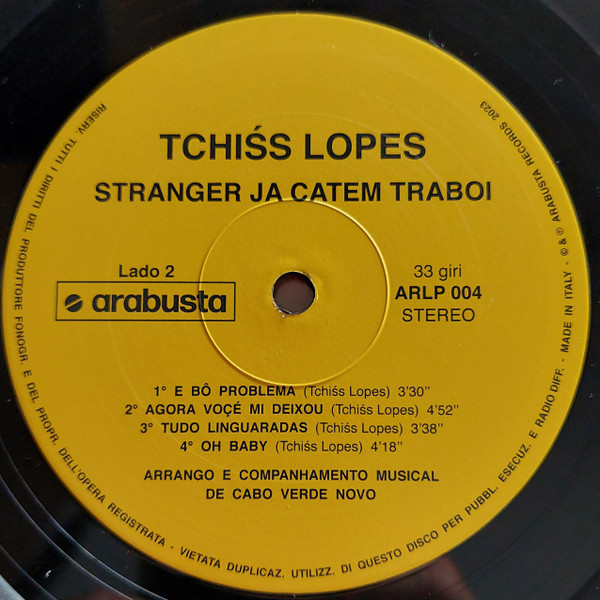 TCHIŚS LOPES
STRANGER JA CATEM TRABOI
Lado 2
arabusta
33 giri
ARLP 004
STEREO
1° E BÔ PROBLEMA (Tchiśs Lopes) 3'30"
2° AGORA VOÇÉ MI DEIXOU (Tchiśs Lopes) 4'52"
3° TUDO LINGUARADAS (Tchiśs Lopes) 3'38"
4° OH BABY (Tchiśs Lopes) 4'18"
ARRANGO E COMPANHAMENTO MUSICAL
DE CABO VERDE NOVO
RISERV. TUTTI I DIRITTI DEL PRODUTTORE FONOGR. E DEL PROPR. DELL'OPERA REGISTRATA - VIETATA DUPLICAZ. UTILIZZ. DI QUESTO DISCO PER PUBBL. ESECUZ. E RADIO DIFF. - MADE IN ITALY - © & ℗ ARABUSTA RECORDS 2023